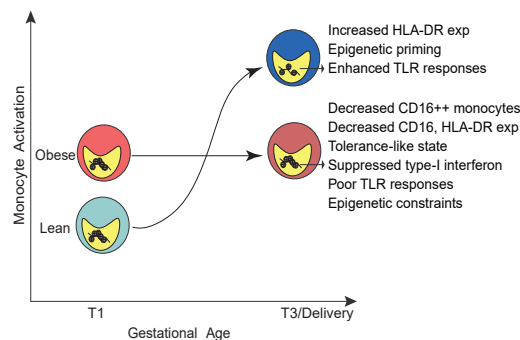 Increased HLA-DR exp
Epigenetic priming
Enhanced TLR responses
Decreased CD16++ monocytes
Decreased CD16, HLA-DR exp
Tolerance-like state
Suppressed type-I interferon
Poor TLR responses
Epigenetic constraints
Monocyte Activation
Obese
Lean
T1
T3/Delivery
Gestational Age